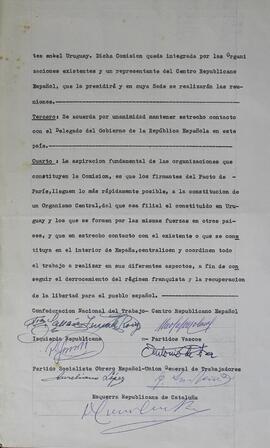 tes en el Uruguay. Dicha Comision queda integrada por las Organi
zaciones existentes y un representante del Centro Republicano
Español, que la presidirá y en cuya Sede se realizarán las reu-
niones.
Tercero: Se acuerda por unanimidad mantener estrecho contacto
con el Delegado del Gobierno de la República Española en este
país.
Cuarto : La aspiracion fundamental de las organizaciones que
constituyen la Comision, es que los firmantes del Pacto de -
París, lleguen lo más rápidamente posible, a la constitucion de
un Organismo Central, del que sea filial el constituido en Uru-
guay y los que se formen por las mismas fuerzas en otros pai-
ses, y que en estrecho contacto con el existente o que se cons
tituya en el interior de España, centralicen y coordinen todo
el trabajo a realizar en sus diferentes aspectos, a fin de con
seguir el derrocamiento del régimen franquista y la recuperacion
de la libertad para el pueblo español.
Confederacion Nacional del Trabajo- Centro Republicano Español
Izquierda Republicana - Partidos Vascos
Partido Socialista Obrero Español-Union General de Trabajadores
Aureliano López
Esquerra Republicana de Cataluña